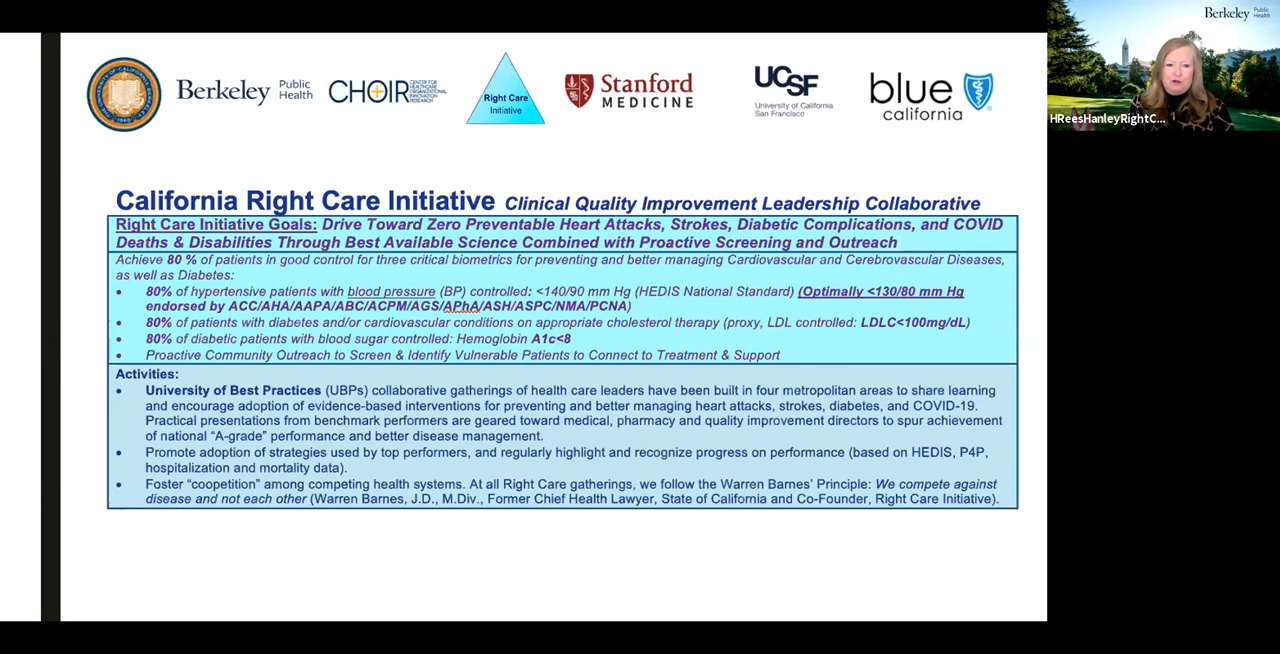 Berkeley Public Health
Berkeley Public Health
CHOIR CENTER FOR HEALTHCARE ORGANIZATIONAL INNOVATION RESEARCH
Right Care
Initiative
Stanford
MEDICINE
UCSF
University of California
San Francisco
blue
california
HReesHanleyRightC...
California Right Care Initiative Clinical Quality Improvement Leadership Collaborative
Right Care Initiative Goals: Drive Toward Zero Preventable Heart Attacks, Strokes, Diabetic Complications, and COVID
Deaths & Disabilities Through Best Available Science Combined with Proactive Screening and Outreach
Achieve 80 % of patients in good control for three critical biometrics for preventing and better managing Cardiovascular and Cerebrovascular Diseases,
as well as Diabetes:
• 80% of hypertensive patients with blood pressure (BP) controlled: <140/90 mm Hg (HEDIS National Standard) (Optimally <130/80 mm Hg
endorsed by ACC/AHA/AAPA/ABC/ACPM/AGS/APhA/ASH/ASPC/NMA/PCNA)
• 80% of patients with diabetes and/or cardiovascular conditions on appropriate cholesterol therapy (proxy, LDL controlled: LDLC<100mg/dL)
• 80% of diabetic patients with blood sugar controlled: Hemoglobin A1c<8
• Proactive Community Outreach to Screen & Identify Vulnerable Patients to Connect to Treatment & Support
Activities:
• University of Best Practices (UBPs) collaborative gatherings of health care leaders have been built in four metropolitan areas to share learning
and encourage adoption of evidence-based interventions for preventing and better managing heart attacks, strokes, diabetes, and COVID-19.
Practical presentations from benchmark performers are geared toward medical, pharmacy and quality improvement directors to spur achievement
of national “A-grade” performance and better disease management.
• Promote adoption of strategies used by top performers, and regularly highlight and recognize progress on performance (based on HEDIS, P4P,
hospitalization and mortality data).
• Foster “coopetition” among competing health systems. At all Right Care gatherings, we follow the Warren Barnes’ Principle: We compete against
disease and not each other (Warren Barnes, J.D., M.Div., Former Chief Health Lawyer, State of California and Co-Founder, Right Care Initiative).